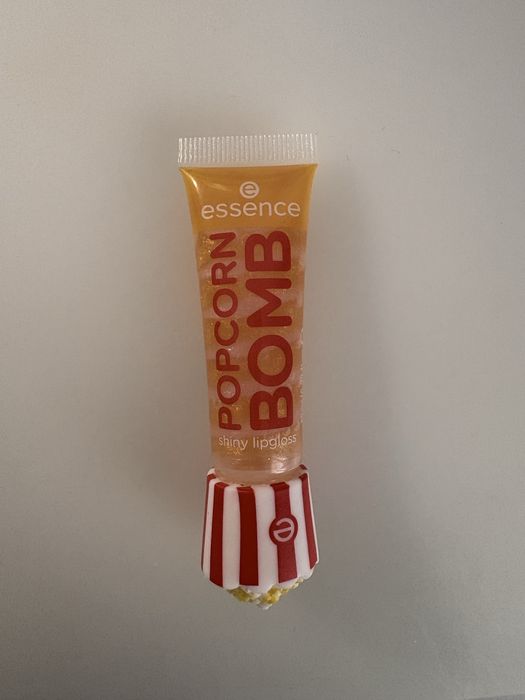 e
essence
POPCORN
BOMB
shiny lipgloss
e